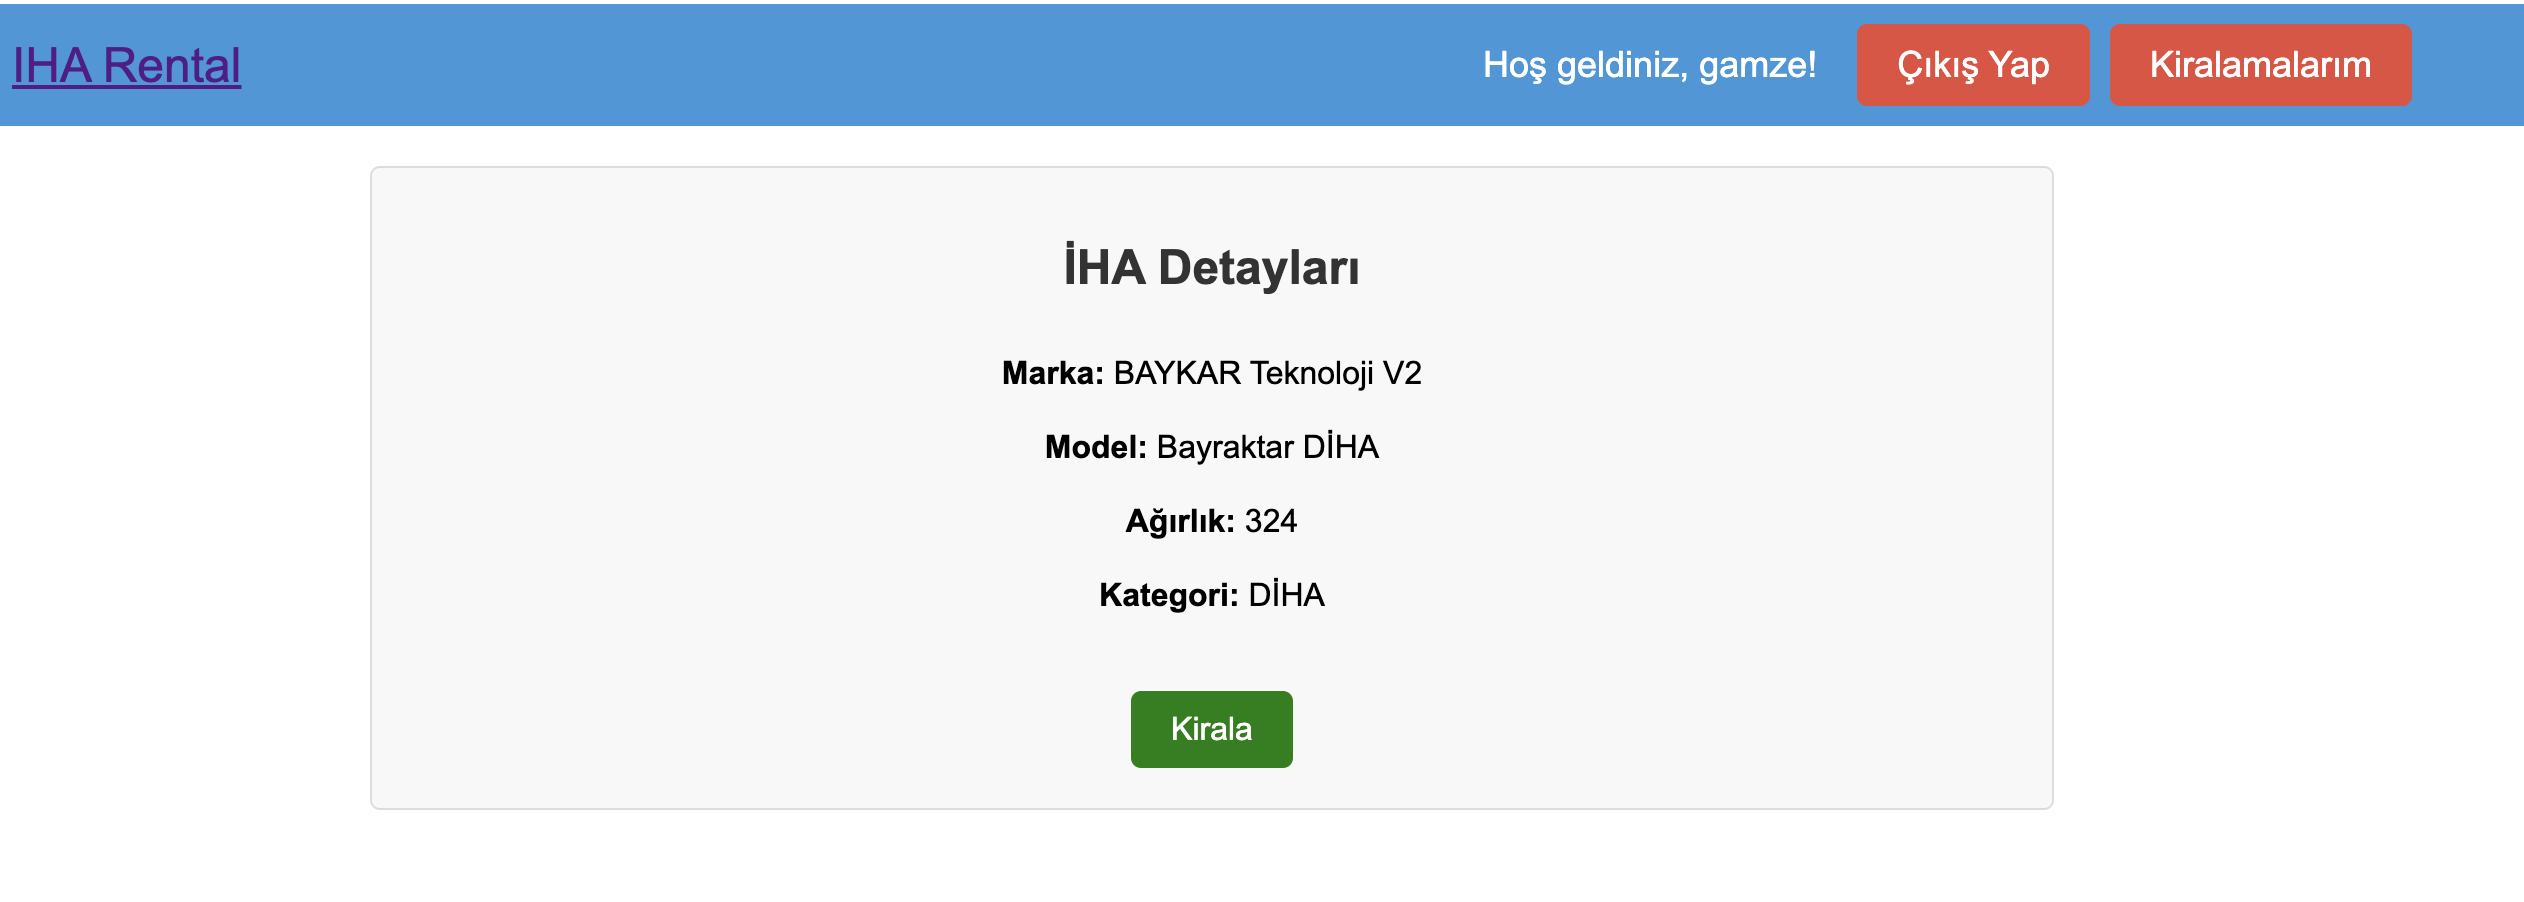 IHA Rental
Hoş geldiniz, gamze!
Çıkış Yap
Kiralamalarım
İHA Detayları
Marka: BAYKAR Teknoloji V2
Model: Bayraktar DİHA
Ağırlık: 324
Kategori: DİHA
Kirala